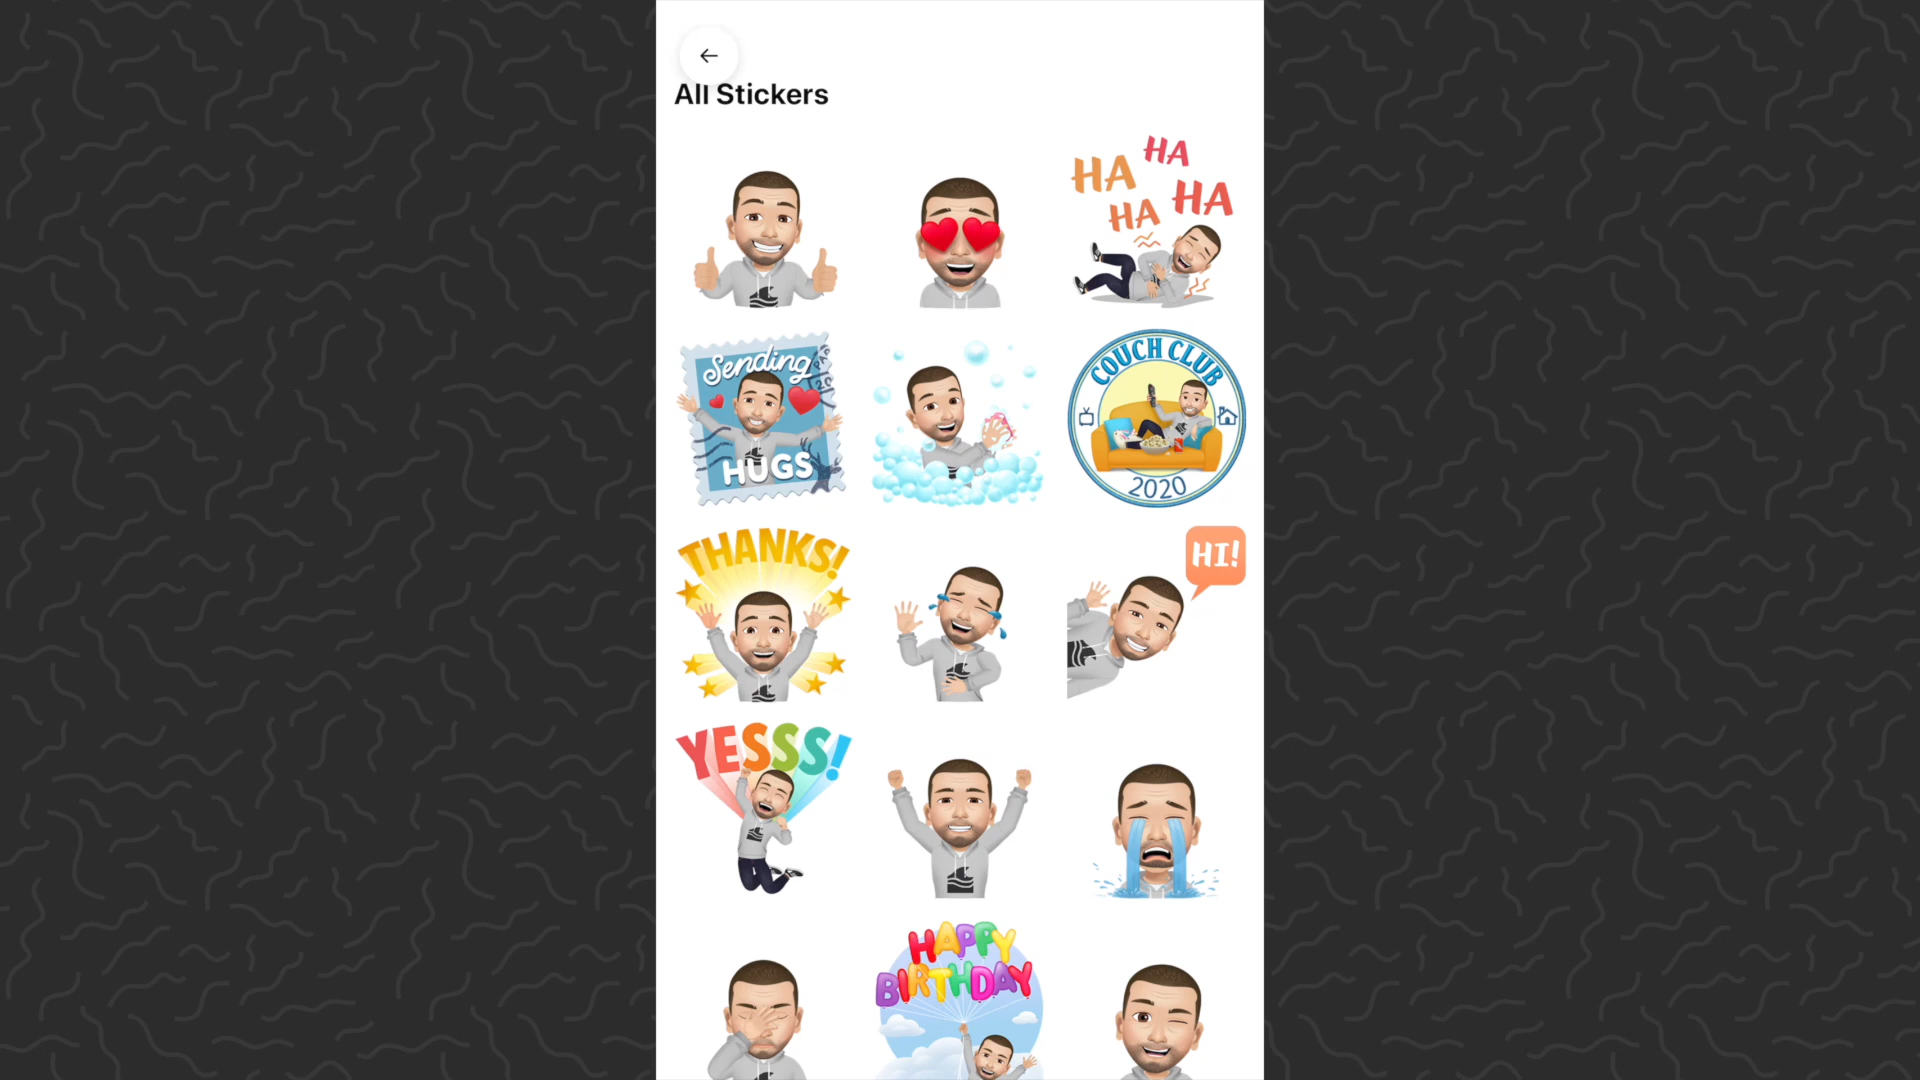 All Stickers
HA
HA
HA
HA
Sending
HUGS
COUCH CLUB
2020
THANKS!
HI!
YESSS!
HAPPY
BIRTHDAY